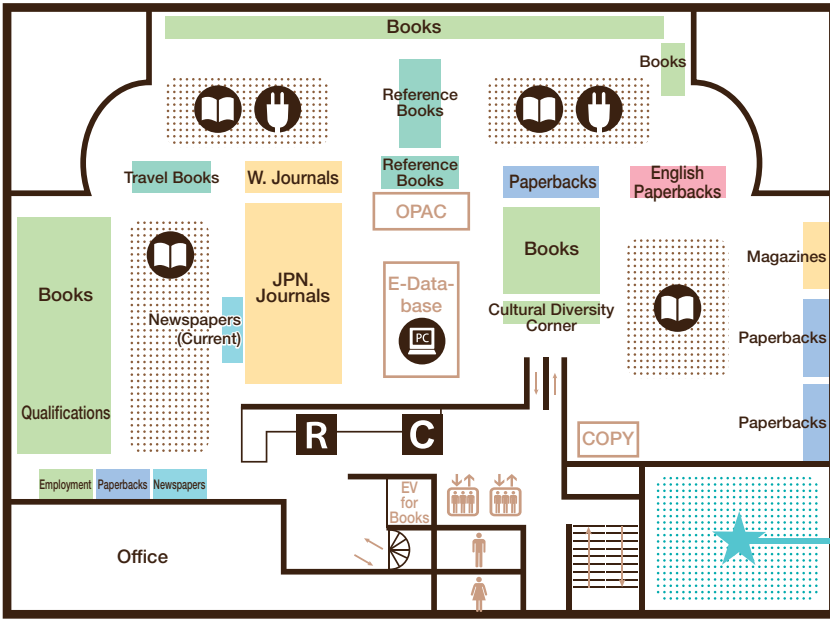 Books
Books
Reference
Books
Travel Books
W. Journals
Reference
Books
Paperbacks
English
Paperbacks
OPAC
Books
JPN.
Journals
E-Data-
base
PC
Books
Magazines
Newspapers
(Current)
Cultural Diversity
Corner
Paperbacks
Qualifications
Paperbacks
R
C
COPY
Employment
Paperbacks
Newspapers
EV
for
Books
Office